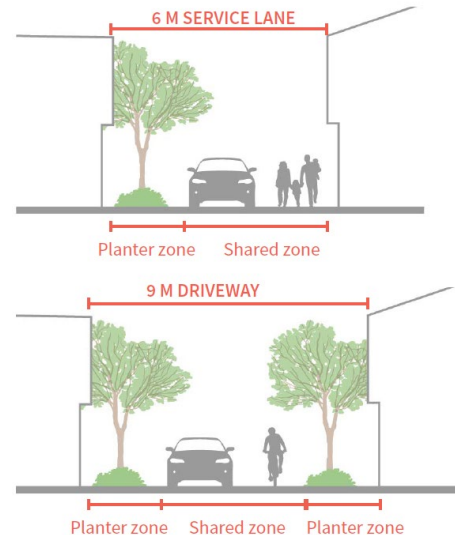 6 M SERVICE LANE
Planter zone Shared zone
9 M DRIVEWAY
Planter zone Shared zone Planter zone